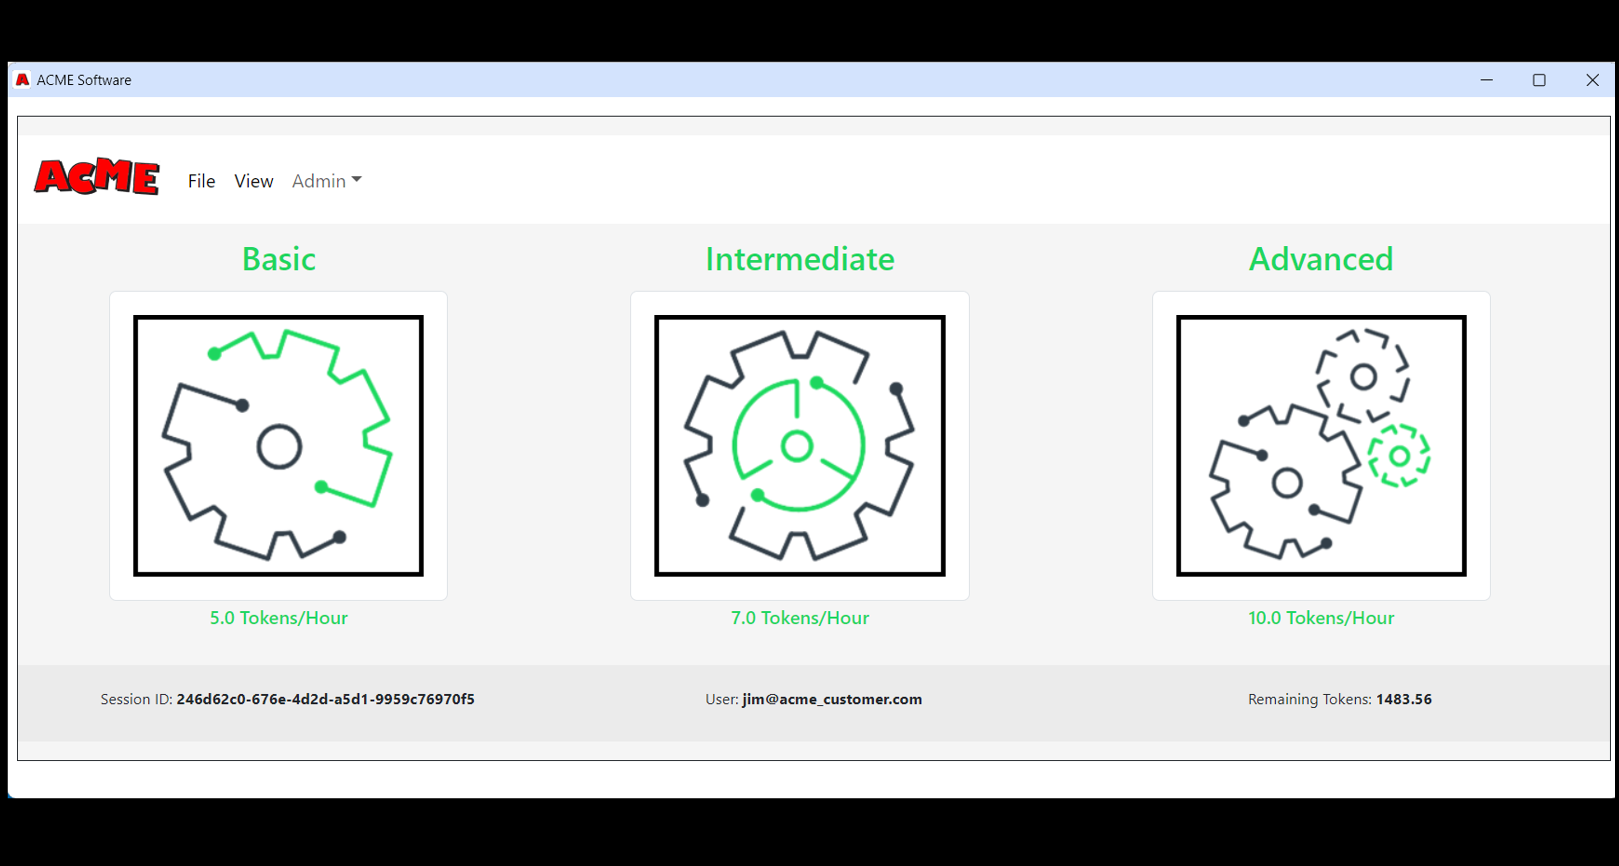 ACME Software
ACME File View Admin
Basic Intermediate Advanced
5.0 Tokens/Hour 7.0 Tokens/Hour 10.0 Tokens/Hour
Session ID: 246d62c0-676e-4d2d-a5d1-9959c76970f5 User: jim@acme_customer.com Remaining Tokens: 1483.56